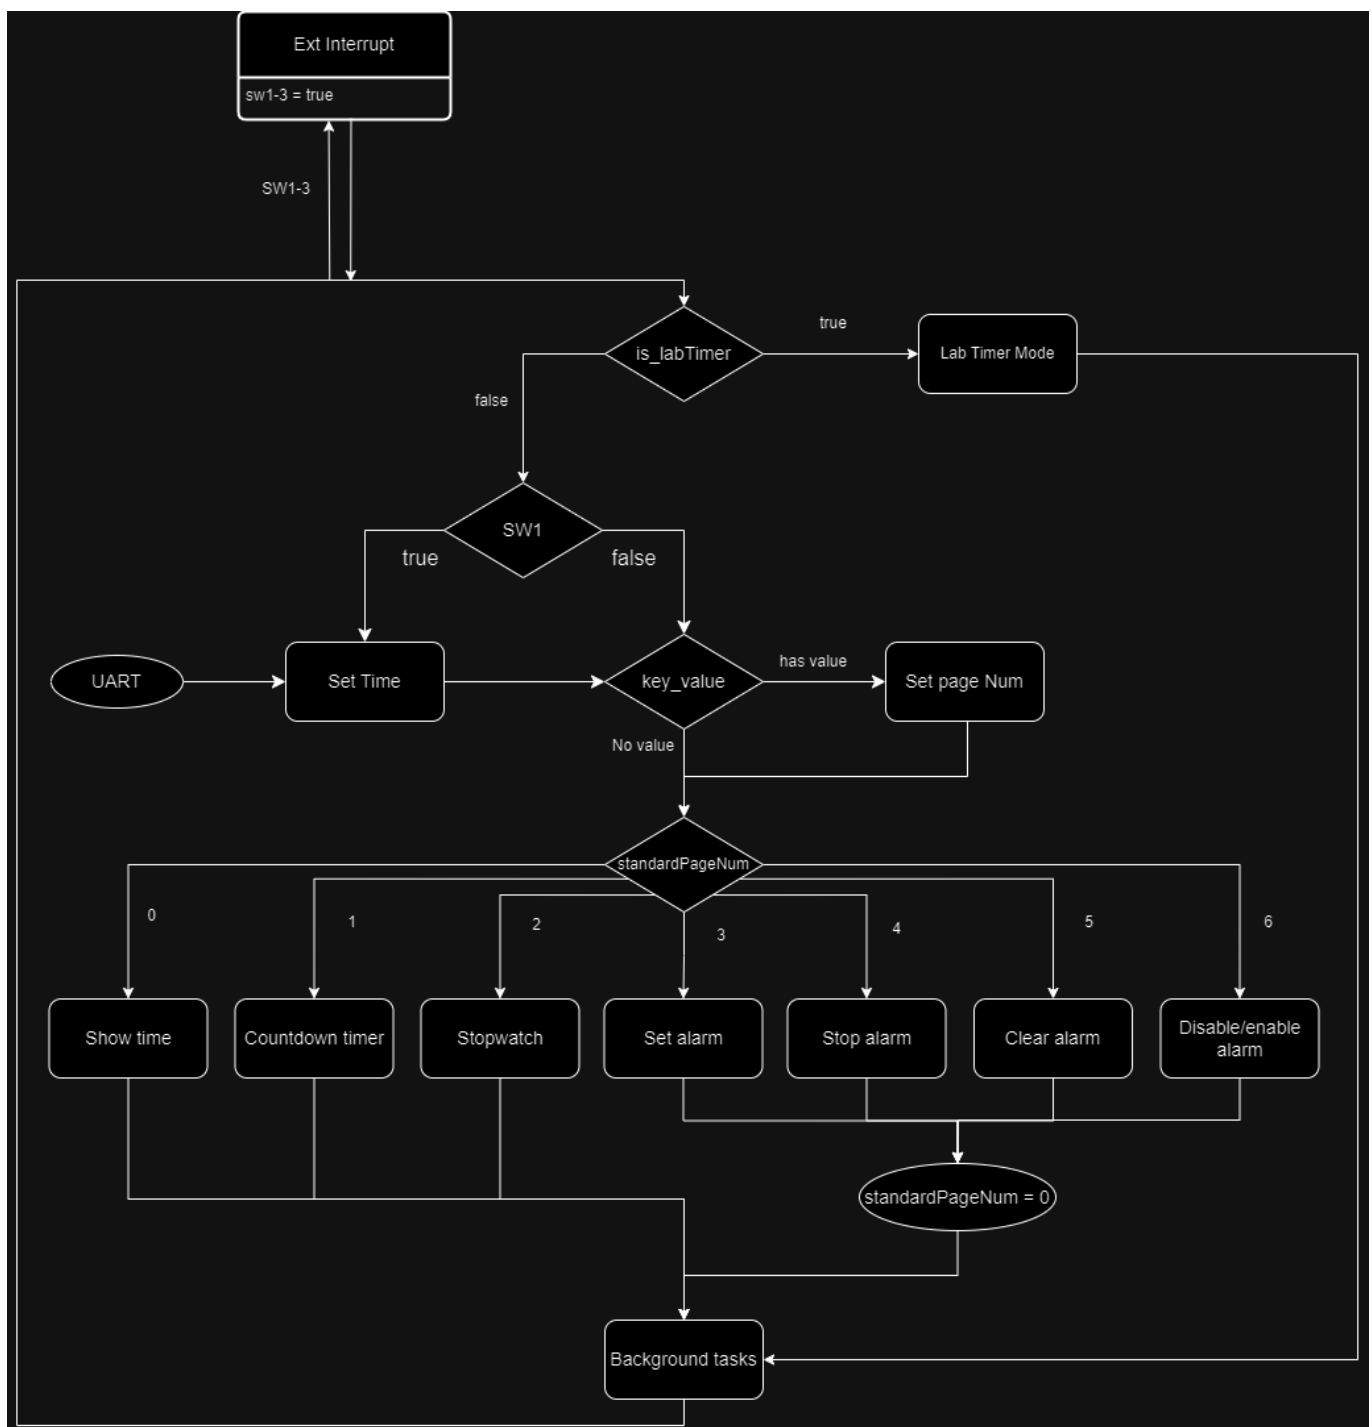 Ext Interrupt
sw1-3 = true
SW1-3
is_labTimer
true
Lab Timer Mode
false
SW1
true
false
UART
Set Time
key_value
has value
Set page Num
No value
standardPageNum
0
1
2
3
4
5
6
Show time
Countdown timer
Stopwatch
Set alarm
Stop alarm
Clear alarm
Disable/enable
alarm
standardPageNum = 0
Background tasks